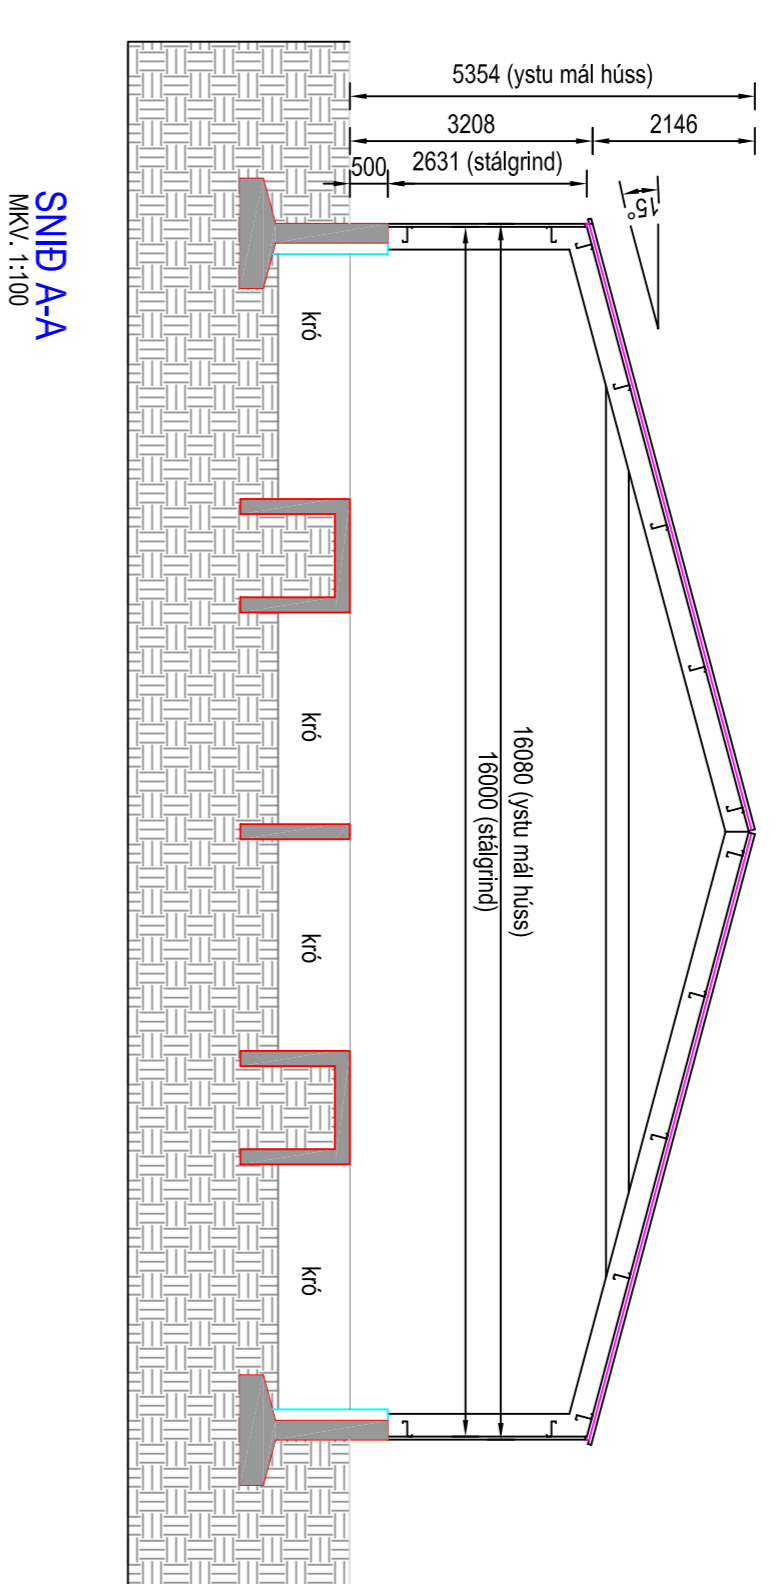 5354 (ystu mál húss)
3208
2146
500
2631 (stálgrind)
15°
16080 (ystu mál húss)
16000 (stálgrind)
kró
kró
kró
kró
SNIÐ A-A
MKV. 1:100